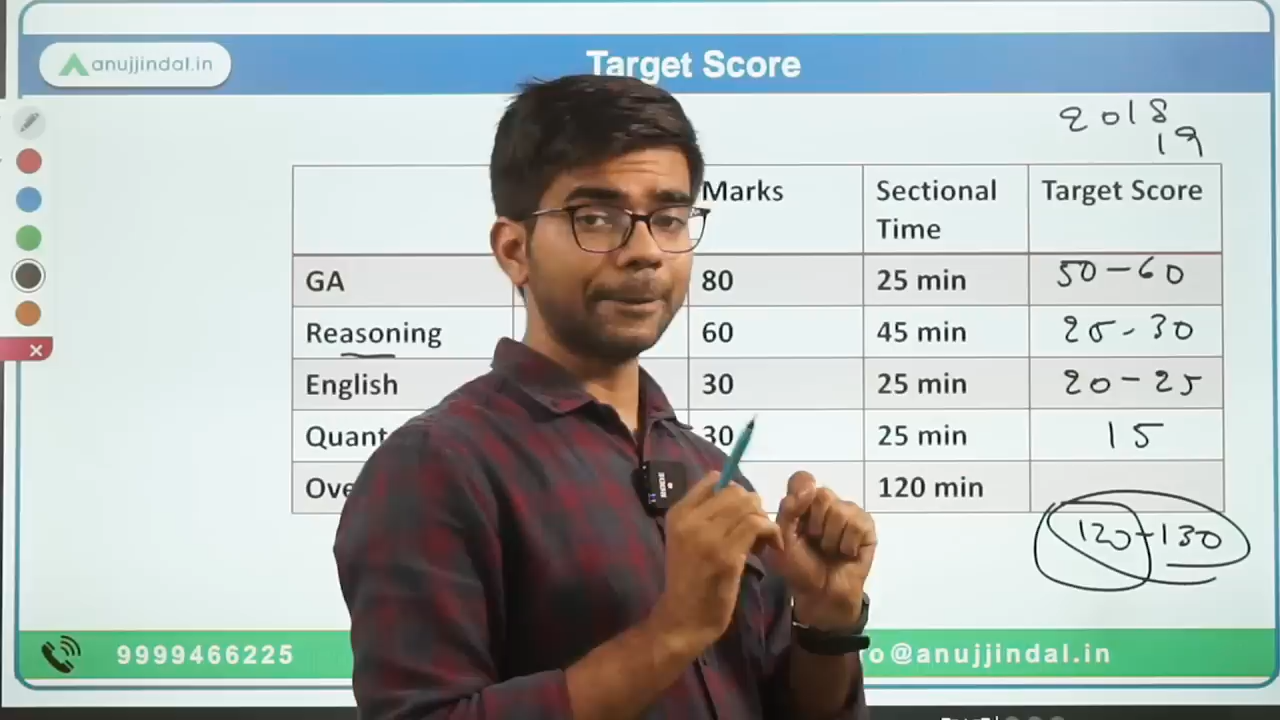 anujjindal.in
Target Score
2018
19
Marks
Sectional Time
Target Score
GA
80
25 min
50-60
Reasoning
60
45 min
25-30
English
30
25 min
20-25
Quant
30
25 min
15
Ove
120 min
120-130
9999466225
o@anujjindal.in